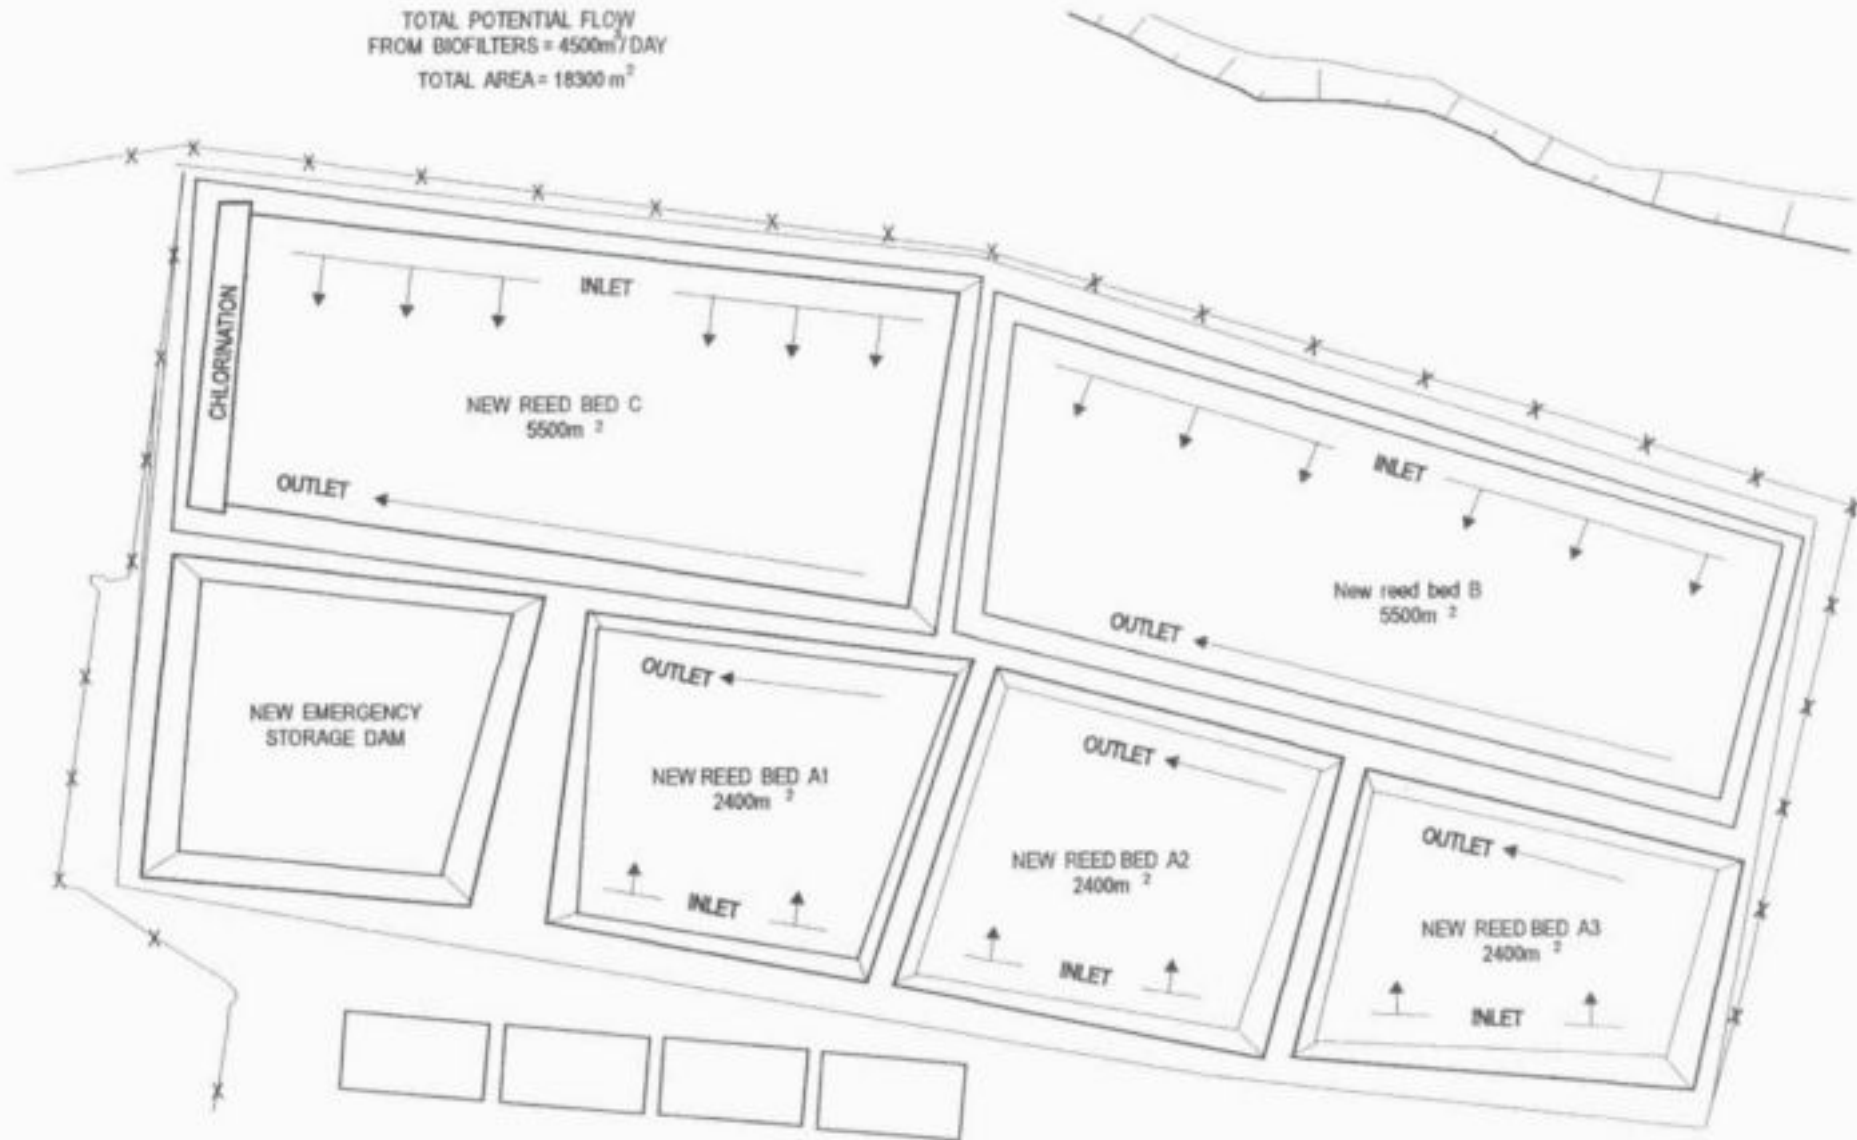 TOTAL POTENTIAL FLOW
FROM BIOFILTERS = 4500m³/DAY
TOTAL AREA = 18300 m²
CHLORINATION
INLET
NEW REED BED C
5500m ²
OUTLET
INLET
New reed bed B
5500m ²
OUTLET
NEW EMERGENCY
STORAGE DAM
OUTLET
NEW REED BED A1
2400m ²
INLET
OUTLET
NEW REED BED A2
2400m ²
INLET
OUTLET
NEW REED BED A3
2400m ²
INLET